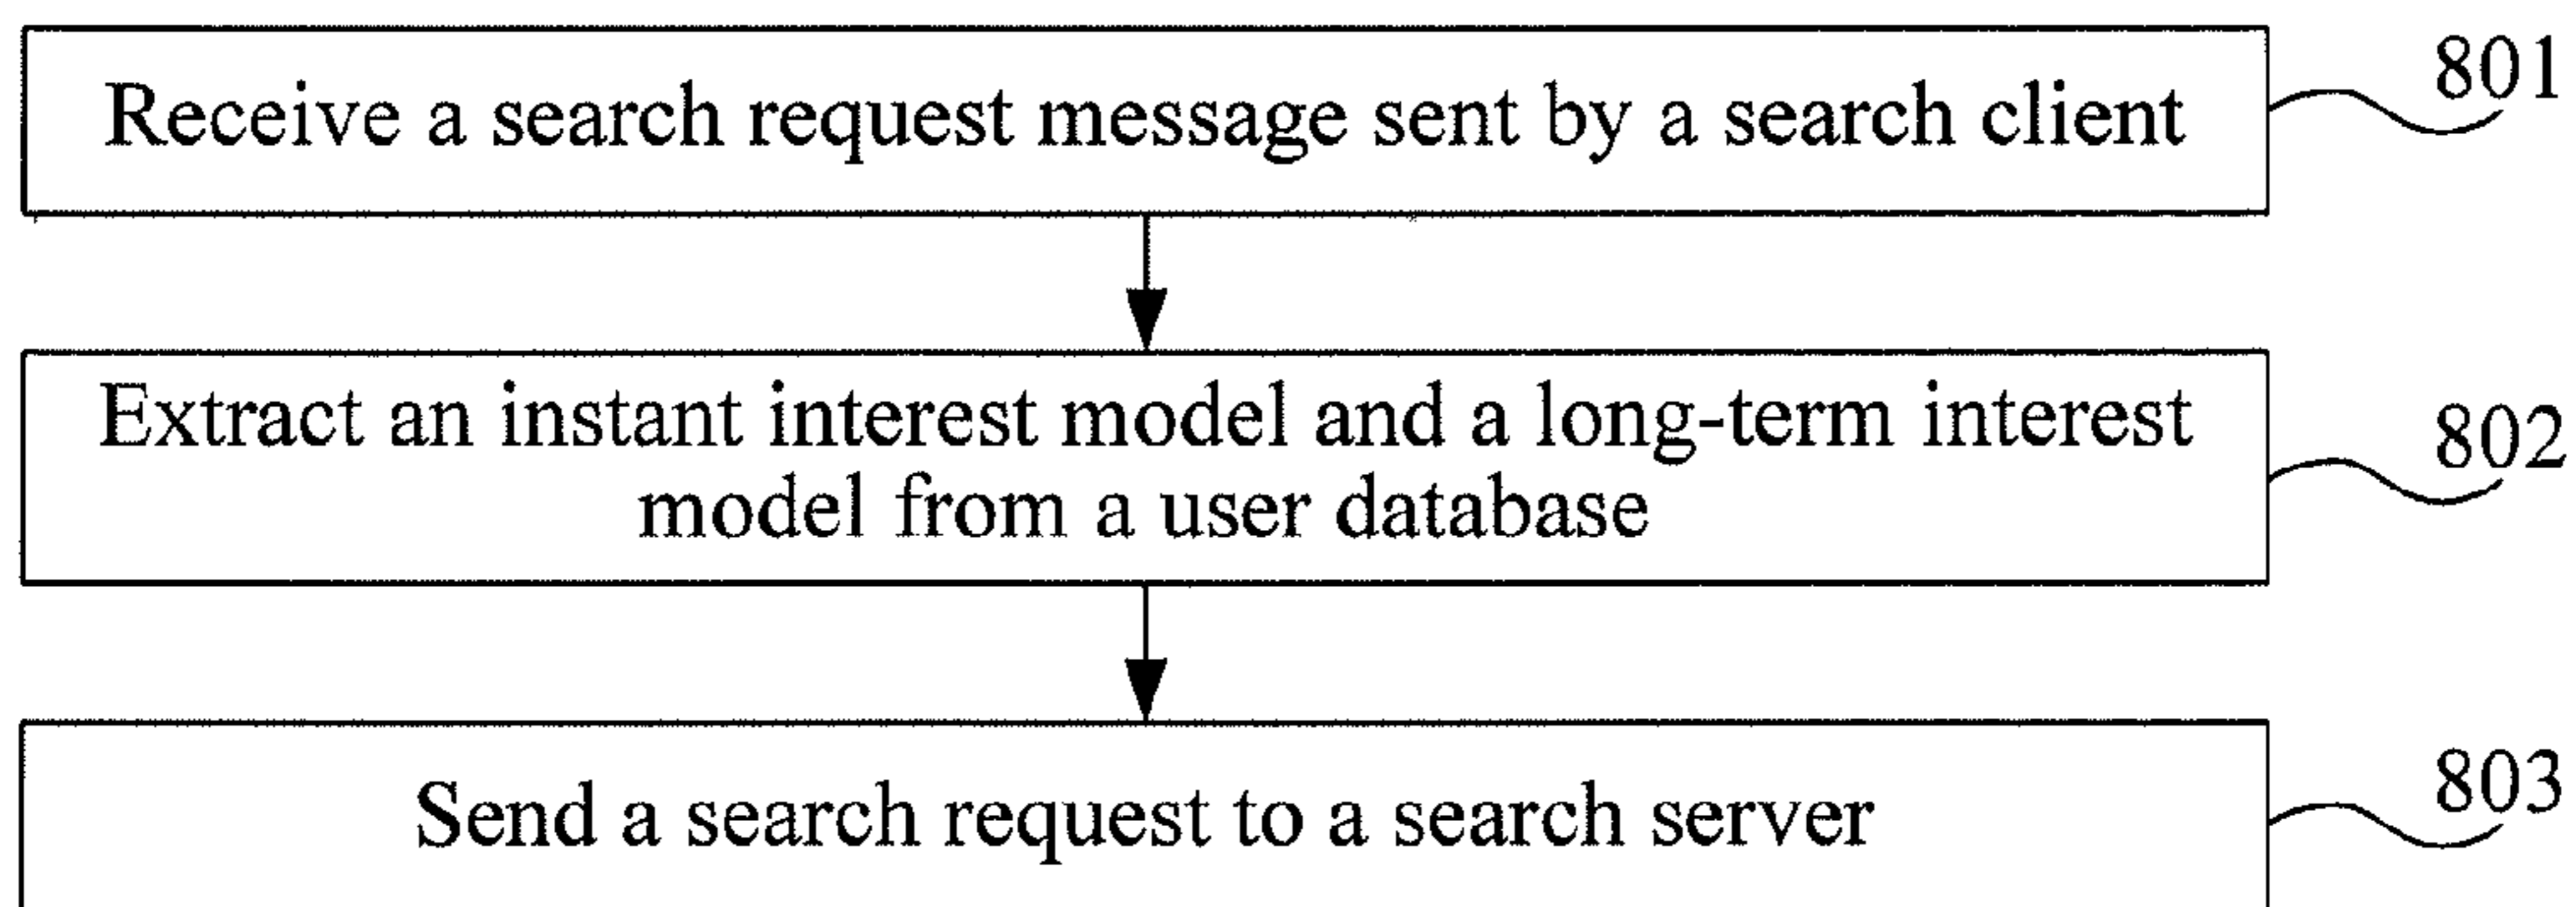 Receive a search request message sent by a search client
801
Extract an instant interest model and a long-term interest
model from a user database
802
Send a search request to a search server
803